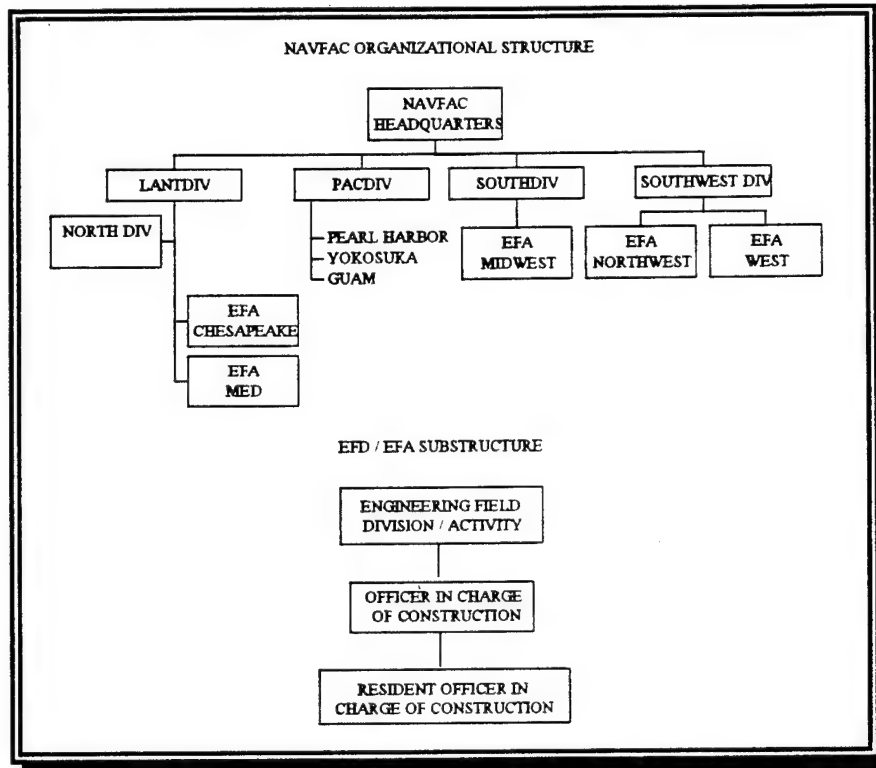 NAVFAC ORGANIZATIONAL STRUCTURE
NAVFAC
HEADQUARTERS
LANTDIV
PACDIV
SOUTHDIV
SOUTHWEST DIV
NORTH DIV
PEARL HARBOR
YOKOSUKA
GUAM
EFA
MIDWEST
EFA
NORTHWEST
EFA
WEST
EFA
CHESAPEAKE
EFA
MED
EFD / EFA SUBSTRUCTURE
ENGINEERING FIELD
DIVISION / ACTIVITY
OFFICER IN CHARGE
OF CONSTRUCTION
RESIDENT OFFICER IN
CHARGE OF CONSTRUCTION